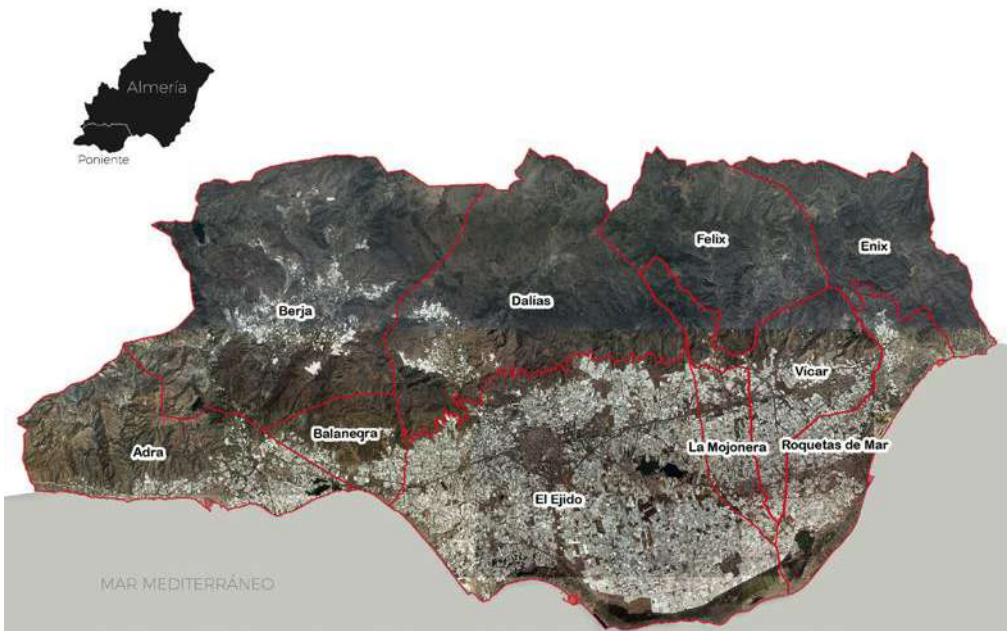 Almería
Poniente
Felix
Enix
Dalías
Berja
Vícar
Balanegra
La Mojonera
Roquetas de Mar
Adra
El Ejido
MAR MEDITERRÁNEO